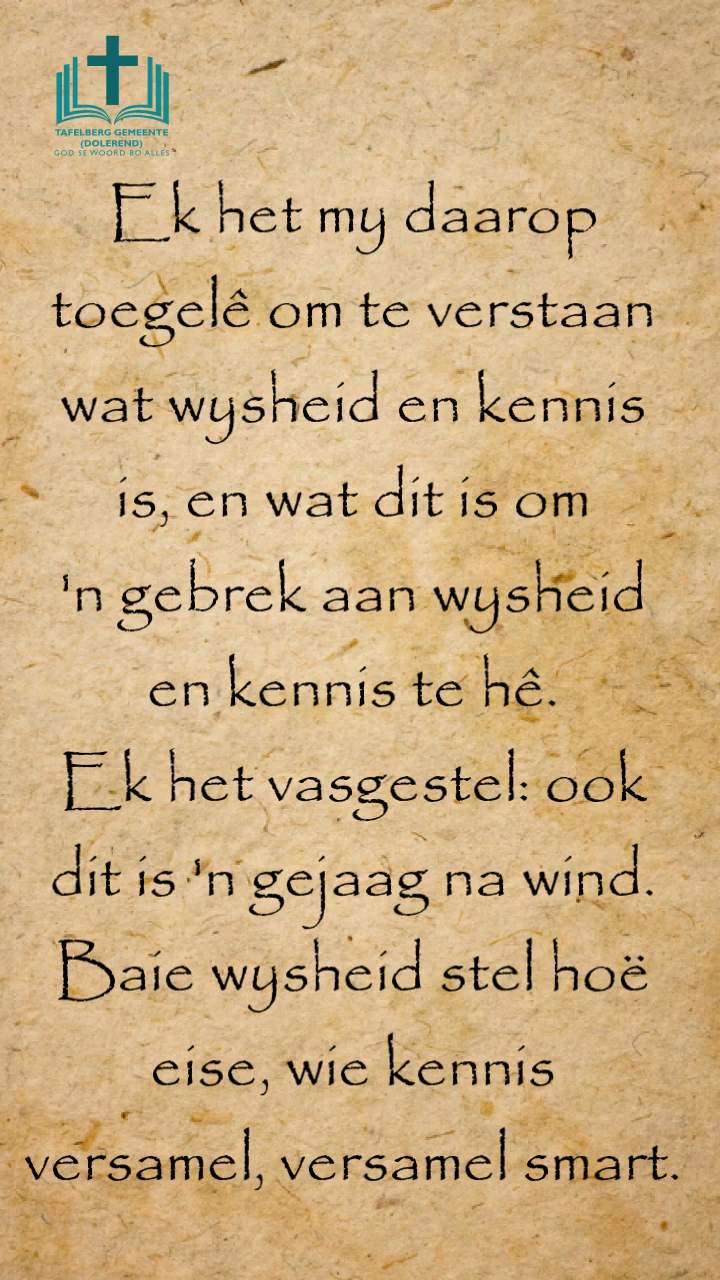 TAFELBERG GEMEENTE
(DOLEREND)
GOD SE WOORD BO ALLES
Ek het my daarop
toegelê om te verstaan
wat wysheid en kennis
is, en wat dit is om
'n gebrek aan wysheid
en kennis te hê.
Ek het vasgestel: ook
dit is 'n gejaag na wind.
Baie wysheid stel hoë
eise, wie kennis
versamel, versamel smart.